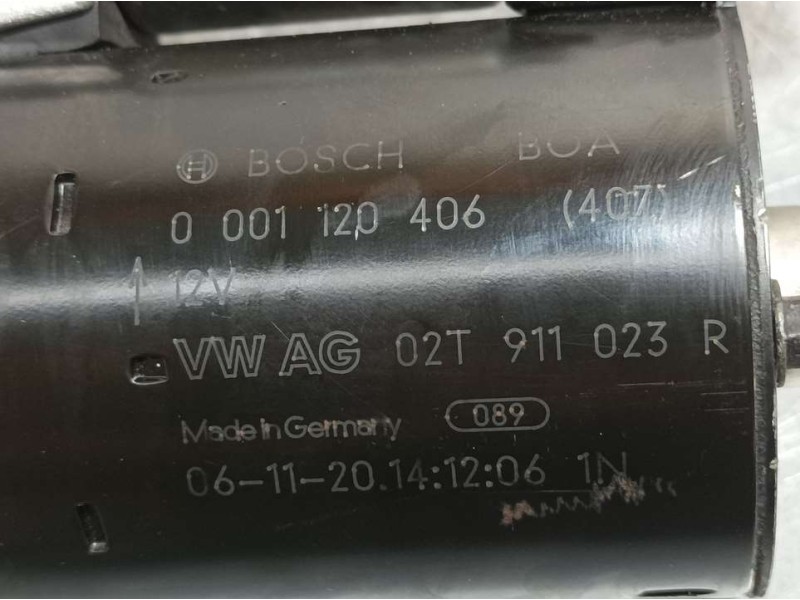 BOSCH BOA
0 001 120 406 (407)
12V
VW AG 02T 911 023 R
Made in Germany 089
06-11-20.14:12:06 1N